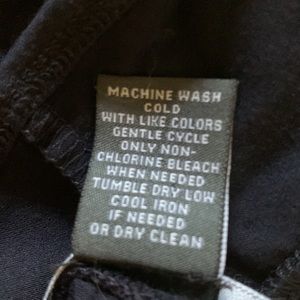 MACHINE WASH
COLD
WITH LIKE COLORS
GENTLE CYCLE
ONLY NON-
CHLORINE BLEACH
WHEN NEEDED
TUMBLE DRY LOW
COOL IRON
IF NEEDED
OR DRY CLEAN